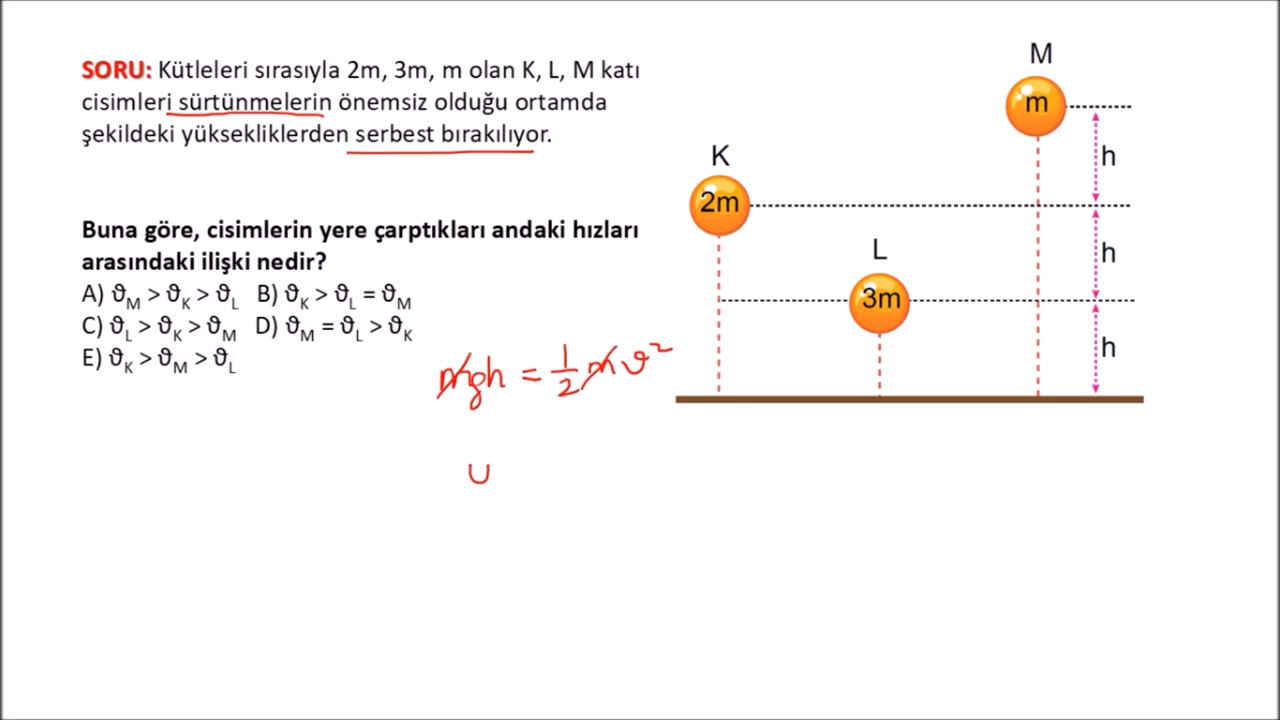 SORU: Kütleleri sırasıyla 2m, 3m, m olan K, L, M katı
cisimleri sürtünmelerin önemsiz olduğu ortamda
şekildeki yüksekliklerden serbest bırakılıyor.
Buna göre, cisimlerin yere çarptıkları andaki hızları
arasındaki ilişki nedir?
A) ϑM > ϑK > ϑL B) ϑK > ϑL = ϑM
C) ϑL > ϑK > ϑM D) ϑM = ϑL > ϑK
E) ϑK > ϑM > ϑL
mgh = 1/2 mϑ²
U
M
m
h
K
2m
h
L
3m
h